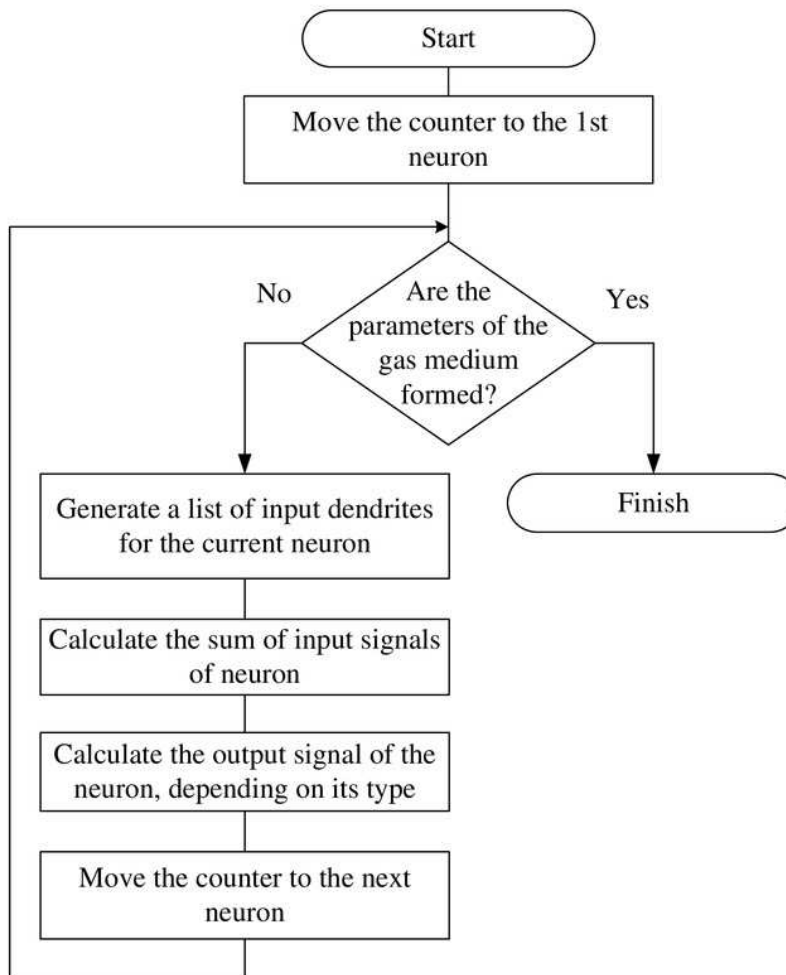 Start
Move the counter to the 1st
neuron
No
Are the
parameters of the
gas medium
formed?
Yes
Generate a list of input dendrites
for the current neuron
Finish
Calculate the sum of input signals
of neuron
Calculate the output signal of the
neuron, depending on its type
Move the counter to the next
neuron